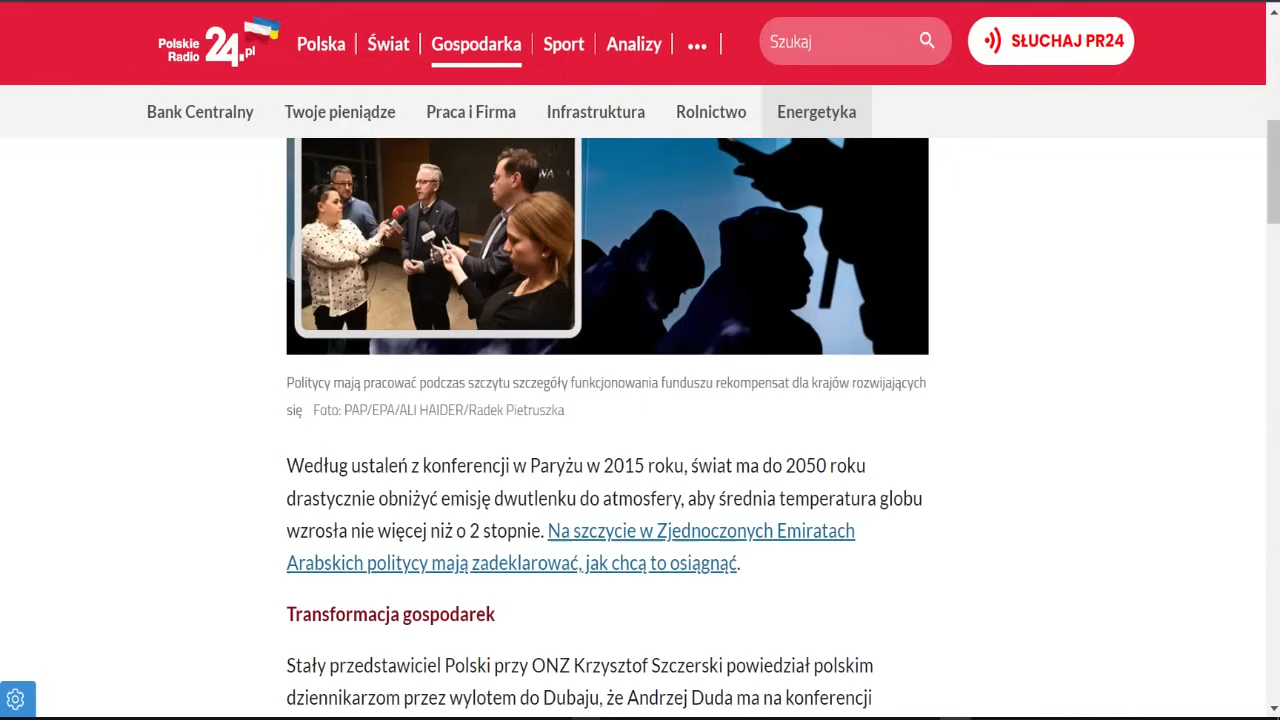 Polskie Radio 24.pl
Polska
Świat
Gospodarka
Sport
Analizy
•••
Szukaj
SŁUCHAJ PR24
Bank Centralny
Twoje pieniądze
Praca i Firma
Infrastruktura
Rolnictwo
Energetyka
Politycy mają pracować podczas szczytu szczegóły funkcjonowania funduszu rekompensat dla krajów rozwijających
się Foto: PAP/EPA/ALI HAIDER/Radek Pietruszka
Według ustaleń z konferencji w Paryżu w 2015 roku, świat ma do 2050 roku
drastycznie obniżyć emisję dwutlenku do atmosfery, aby średnia temperatura globu
wzrosła nie więcej niż o 2 stopnie. Na szczycie w Zjednoczonych Emiratach
Arabskich politycy mają zadeklarować, jak chcą to osiągnąć.
Transformacja gospodarek
Stały przedstawiciel Polski przy ONZ Krzysztof Szczerski powiedział polskim
dziennikarzom przez wylotem do Dubaju, że Andrzej Duda ma na konferencji